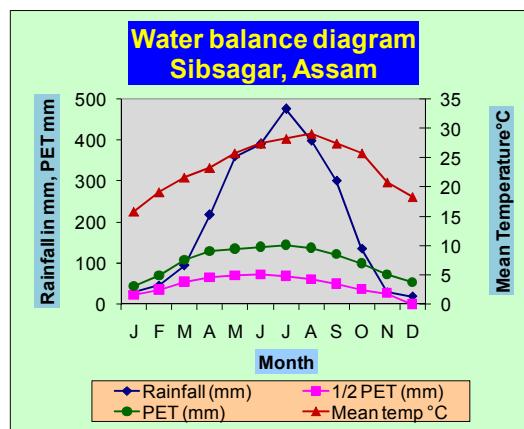 Water balance diagram
Sibsagar, Assam
Rainfall in mm, PET mm
500
400
300
200
100
0
35
30
25
20
15
10
5
0
Mean Temperature°C
J F M A M J J A S O N D
Month
Rainfall (mm) 1/2 PET (mm)
PET (mm) Mean temp °C